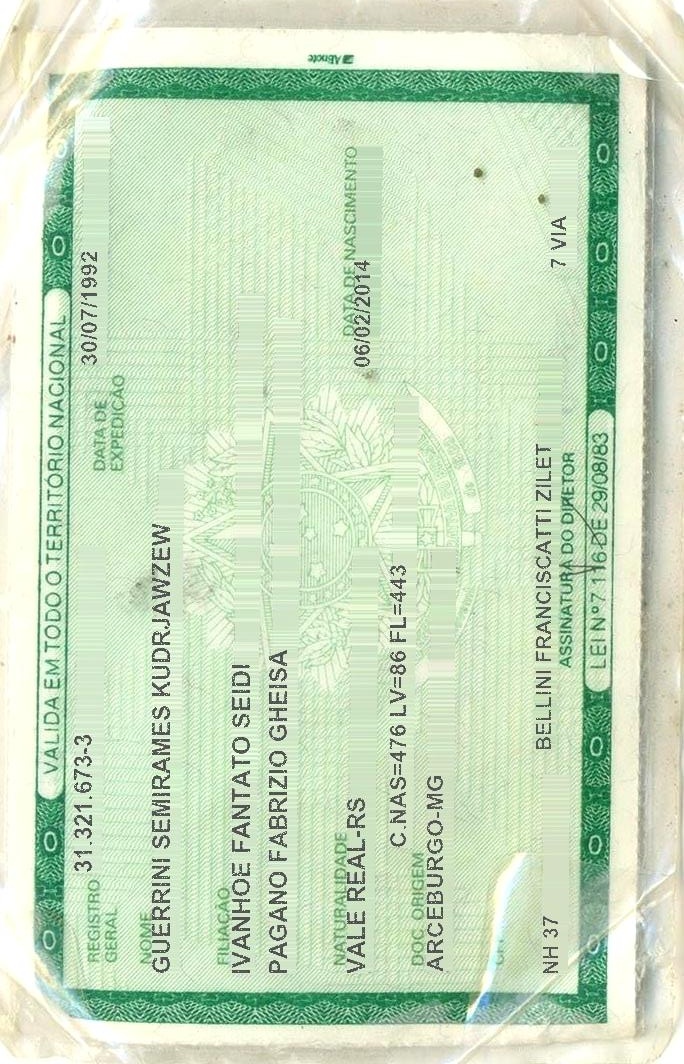 ABnote
VALIDA EM TODO O TERRITÓRIO NACIONAL
REGISTRO GERAL 31.321.673-3 DATA DE EXPEDIÇÃO 30/07/1992
NOME
GUERRINI SEMIRAMES KUDRJAWZEW
FILIAÇÃO
IVANHOE FANTATO SEIDI
PAGANO FABRIZIO GHEISA
NATURALIDADE DATA DE NASCIMENTO
VALE REAL-RS 06/02/2014
DOC. ORIGEM C.NAS=476 LV=86 FL=443
ARCEBURGO-MG
NH 37 BELLINI FRANCISCATTI ZILET 7 VIA
ASSINATURA DO DIRETOR
LEI Nº 7.116 DE 29/08/83